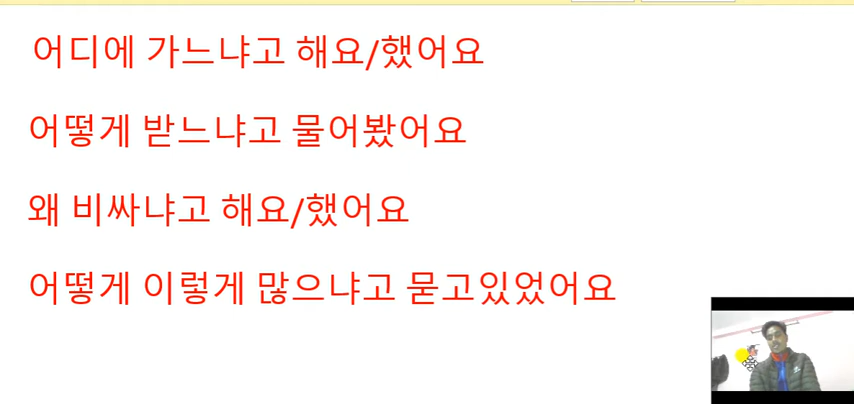 어디에 가느냐고 해요/했어요
어떻게 받느냐고 물어봤어요
왜 비싸냐고 해요/했어요
어떻게 이렇게 많으냐고 묻고있었어요